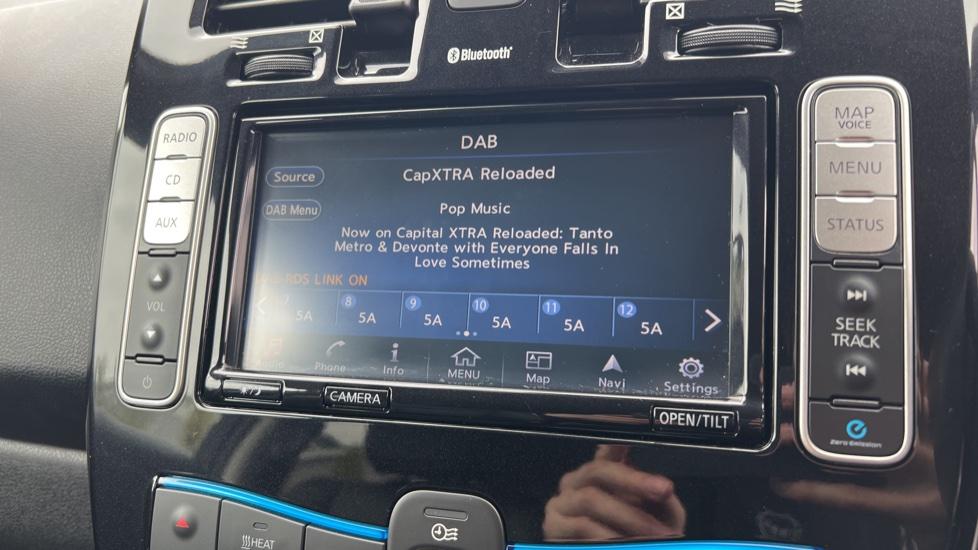 Bluetooth
RADIO
CD
AUX
VOL
DAB
Source
CapXTRA Reloaded
DAB Menu
Pop Music
Now on Capital XTRA Reloaded: Tanto
Metro & Devonte with Everyone Falls In
Love Sometimes
RDS LINK ON
7 8 9 10 11 12
5A 5A 5A 5A 5A 5A
Phone Info MENU Map Navi Settings
CAMERA
OPEN/TILT
MAP
VOICE
MENU
STATUS
SEEK
TRACK
Zero Emission
HEAT